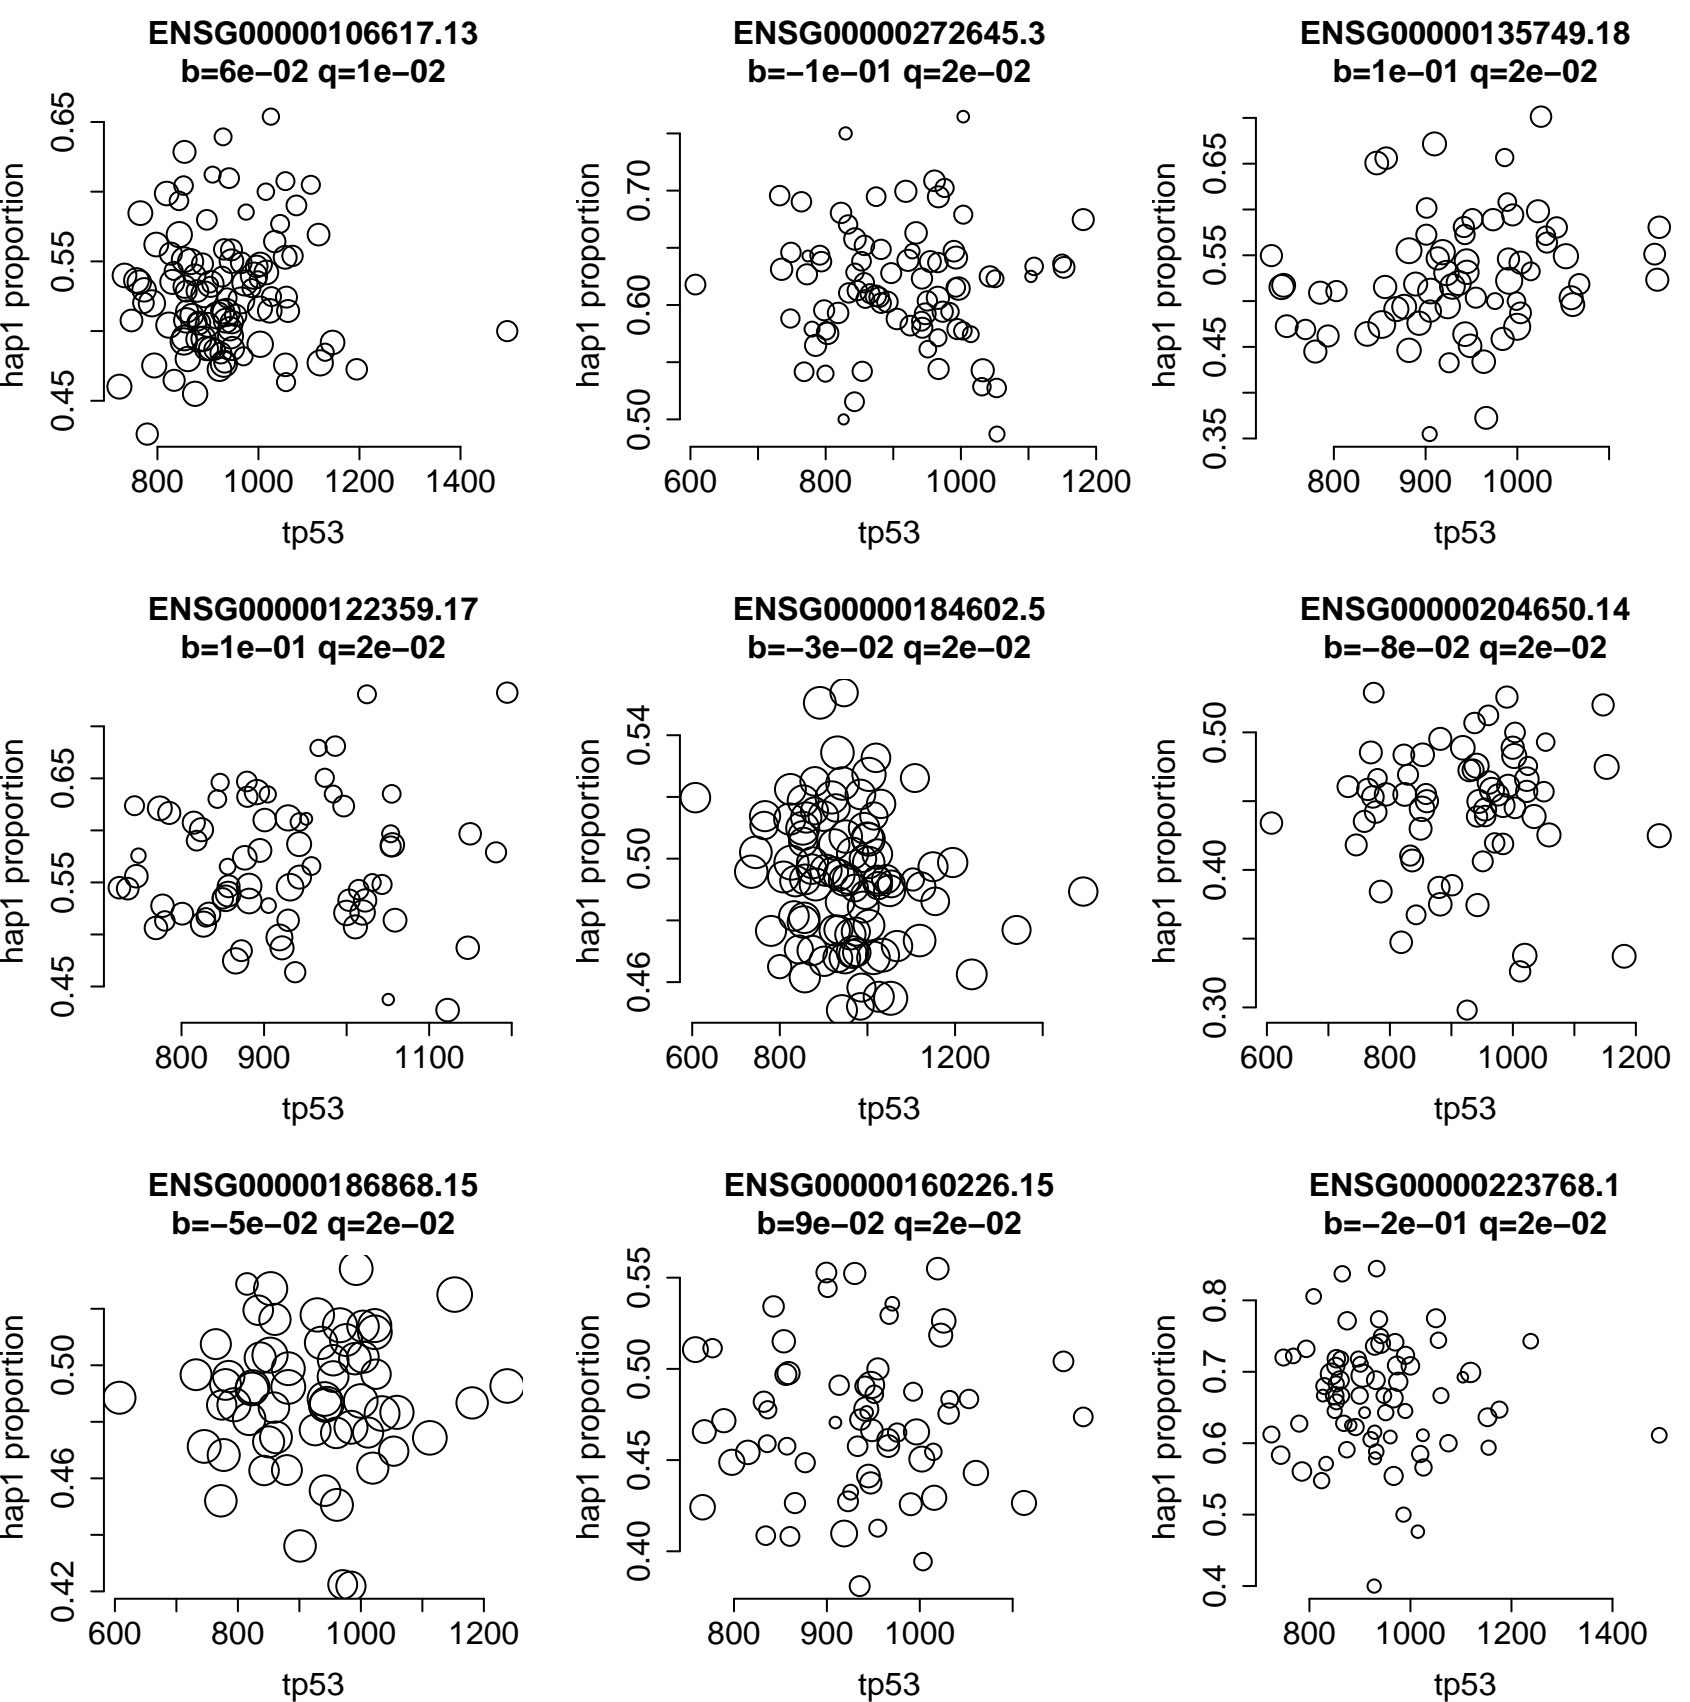 ENSG00000106617.13
b=6e−02 q=1e−02
hap1 proportion
0.65
0.55
0.45
800 1000 1200 1400
tp53
ENSG00000272645.3
b=−1e−01 q=2e−02
hap1 proportion
0.70
0.60
0.50
600 800 1000 1200
tp53
ENSG00000135749.18
b=1e−01 q=2e−02
hap1 proportion
0.65
0.55
0.45
0.35
800 900 1000
tp53
ENSG00000122359.17
b=1e−01 q=2e−02
hap1 proportion
0.65
0.55
0.45
800 900 1100
tp53
ENSG00000184602.5
b=−3e−02 q=2e−02
hap1 proportion
0.54
0.50
0.46
600 800 1200
tp53
ENSG00000204650.14
b=−8e−02 q=2e−02
hap1 proportion
0.50
0.40
0.30
600 800 1000 1200
tp53
ENSG00000186868.15
b=−5e−02 q=2e−02
hap1 proportion
0.50
0.46
0.42
600 800 1000 1200
tp53
ENSG00000160226.15
b=9e−02 q=2e−02
hap1 proportion
0.55
0.50
0.45
0.40
800 900 1000
tp53
ENSG00000223768.1
b=−2e−01 q=2e−02
hap1 proportion
0.8
0.7
0.6
0.5
0.4
800 1000 1200 1400
tp53